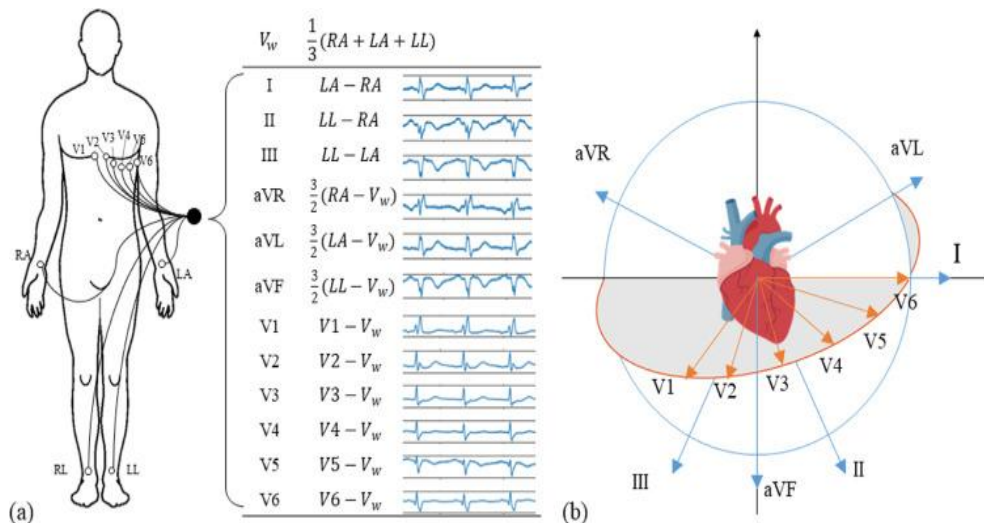 V_w 1/3 (RA + LA + LL)
I LA − RA
II LL − RA
III LL − LA
aVR 3/2 (RA − V_w)
aVL 3/2 (LA − V_w)
aVF 3/2 (LL − V_w)
V1 V1 − V_w
V2 V2 − V_w
V3 V3 − V_w
V4 V4 − V_w
V5 V5 − V_w
V6 V6 − V_w
V1 V2 V3 V4 V5 V6
RA
LA
RL
LL
(a)
aVR
aVL
I
V6
V5
V4
V3
V2
V1
III
aVF
II
(b)